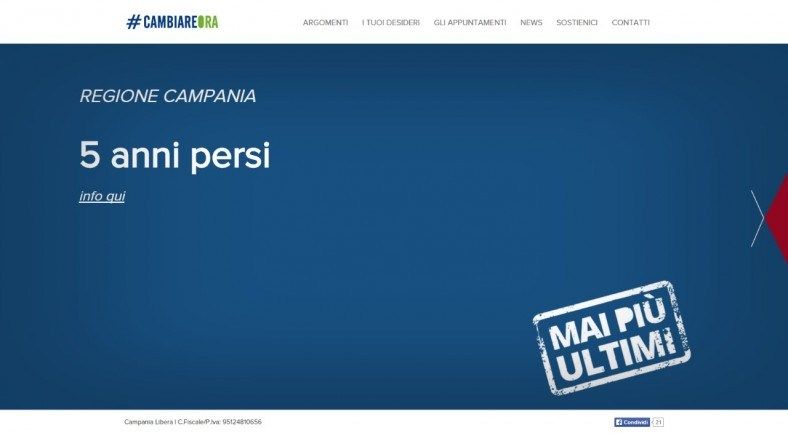 #CAMBIAREORA
ARGOMENTI I TUOI DESIDERI GLI APPUNTAMENTI NEWS SOSTIENICI CONTATTI
REGIONE CAMPANIA
5 anni persi
info qui
MAI PIÙ
ULTIMI
Campania Libera | C.Fiscale/P.Iva: 95124810656
Condividi 21